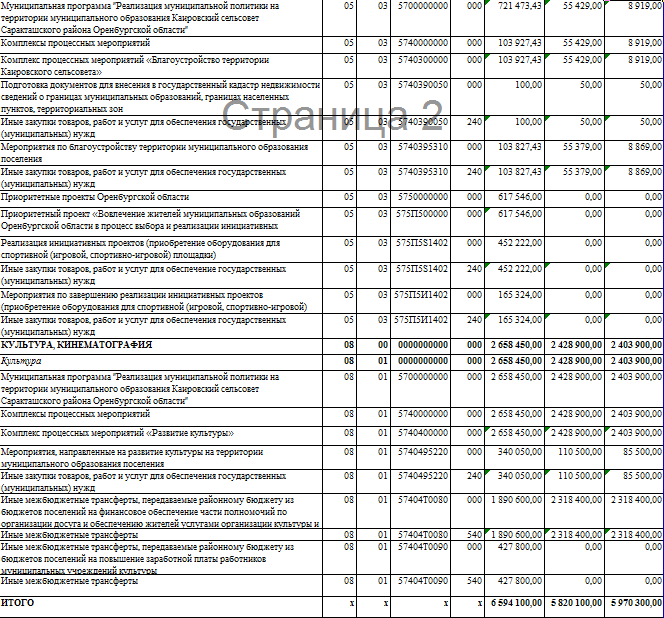 Муниципальная программа "Реализация муниципальной политики на 05 03 5700000000 000 721 473,43 55 429,00 8 919,00
территории муниципального образования Каировский сельсовет
Саракташского района Оренбургской области"
Комплексы процессных мероприятий 05 03 5740000000 000 103 927,43 55 429,00 8 919,00
Комплекс процессных мероприятий «Благоустройство территории 05 03 5740300000 000 103 927,43 55 429,00 8 919,00
Каировского сельсовета»
Подготовка документов для внесения в государственный кадастр недвижимости 05 03 5740390050 000 100,00 50,00 50,00
сведений о границах муниципальных образований, границах населенных
пунктов, территориальных зон
Страница 2
Иные закупки товаров, работ и услуг для обеспечения государственных 05 03 5740390050 240 100,00 50,00 50,00
(муниципальных) нужд
Мероприятия по благоустройству территории муниципального образования 05 03 5740395310 000 103 827,43 55 379,00 8 869,00
поселения
Иные закупки товаров, работ и услуг для обеспечения государственных 05 03 5740395310 240 103 827,43 55 379,00 8 869,00
(муниципальных) нужд
Приоритетные проекты Оренбургской области 05 03 5750000000 000 617 546,00 0,00 0,00
Приоритетный проект «Вовлечение жителей муниципальных образований 05 03 575П500000 000 617 546,00 0,00 0,00
Оренбургской области в процесс выбора и реализации инициативных
Реализация инициативных проектов (приобретение оборудования для 05 03 575П5S1402 000 452 222,00 0,00 0,00
спортивной (игровой, спортивно-игровой) площадки)
Иные закупки товаров, работ и услуг для обеспечения государственных 05 03 575П5S1402 240 452 222,00 0,00 0,00
(муниципальных) нужд
Мероприятия по завершению реализации инициативных проектов 05 03 575П5И1402 000 165 324,00 0,00 0,00
(приобретение оборудования для спортивной (игровой, спортивно-игровой)
Иные закупки товаров, работ и услуг для обеспечения государственных 05 03 575П5И1402 240 165 324,00 0,00 0,00
(муниципальных) нужд
КУЛЬТУРА, КИНЕМАТОГРАФИЯ 08 00 0000000000 000 2 658 450,00 2 428 900,00 2 403 900,00
Культура 08 01 0000000000 000 2 658 450,00 2 428 900,00 2 403 900,00
Муниципальная программа "Реализация муниципальной политики на 08 01 5700000000 000 2 658 450,00 2 428 900,00 2 403 900,00
территории муниципального образования Каировский сельсовет
Саракташского района Оренбургской области"
Комплексы процессных мероприятий 08 01 5740000000 000 2 658 450,00 2 428 900,00 2 403 900,00
Комплекс процессных мероприятий «Развитие культуры» 08 01 5740400000 000 2 658 450,00 2 428 900,00 2 403 900,00
Мероприятия, направленные на развитие культуры на территории 08 01 5740495220 000 340 050,00 110 500,00 85 500,00
муниципального образования поселения
Иные закупки товаров, работ и услуг для обеспечения государственных 08 01 5740495220 240 340 050,00 110 500,00 85 500,00
(муниципальных) нужд
Иные межбюджетные трансферты, передаваемые районному бюджету из 08 01 57404T0080 000 1 890 600,00 2 318 400,00 2 318 400,00
бюджетов поселений на финансовое обеспечение части полномочий по
организации досуга и обеспечению жителей услугами организации культуры и
Иные межбюджетные трансферты 08 01 57404T0080 540 1 890 600,00 2 318 400,00 2 318 400,00
Иные межбюджетные трансферты, передаваемые районному бюджету из 08 01 57404T0090 000 427 800,00 0,00 0,00
бюджетов поселений на повышение заработной платы работников
муниципальных учреждений культуры
Иные межбюджетные трансферты 08 01 57404T0090 540 427 800,00 0,00 0,00
ИТОГО x x x x 6 594 100,00 5 820 100,00 5 970 300,00